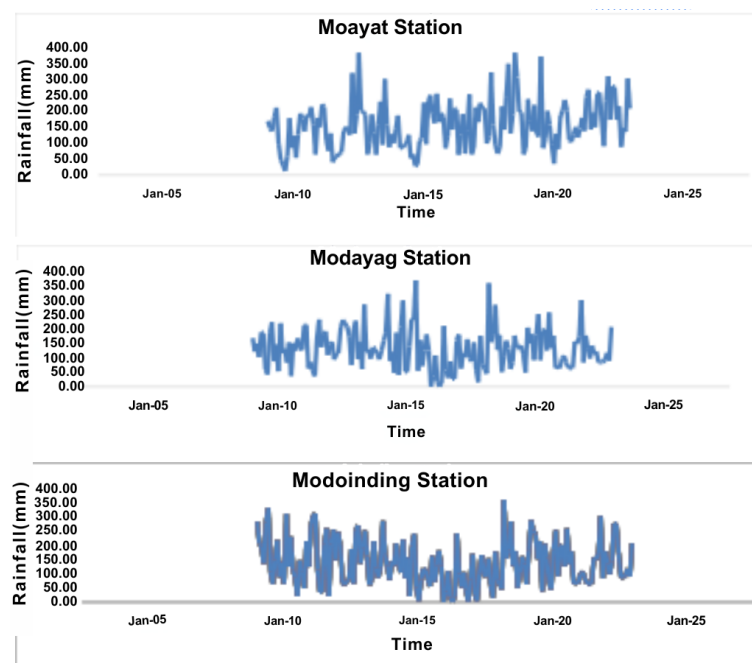 Moayat Station
Rainfall(mm)
400.00
350.00
300.00
250.00
200.00
150.00
100.00
50.00
0.00
Jan-05 Jan-10 Jan-15 Jan-20 Jan-25
Time
Modayag Station
Rainfall (mm)
400.00
350.00
300.00
250.00
200.00
150.00
100.00
50.00
0.00
Jan-05 Jan-10 Jan-15 Jan-20 Jan-25
Time
Modoinding Station
Rainfall(mm)
400.00
350.00
300.00
250.00
200.00
150.00
100.00
50.00
0.00
Jan-05 Jan-10 Jan-15 Jan-20 Jan-25
Time